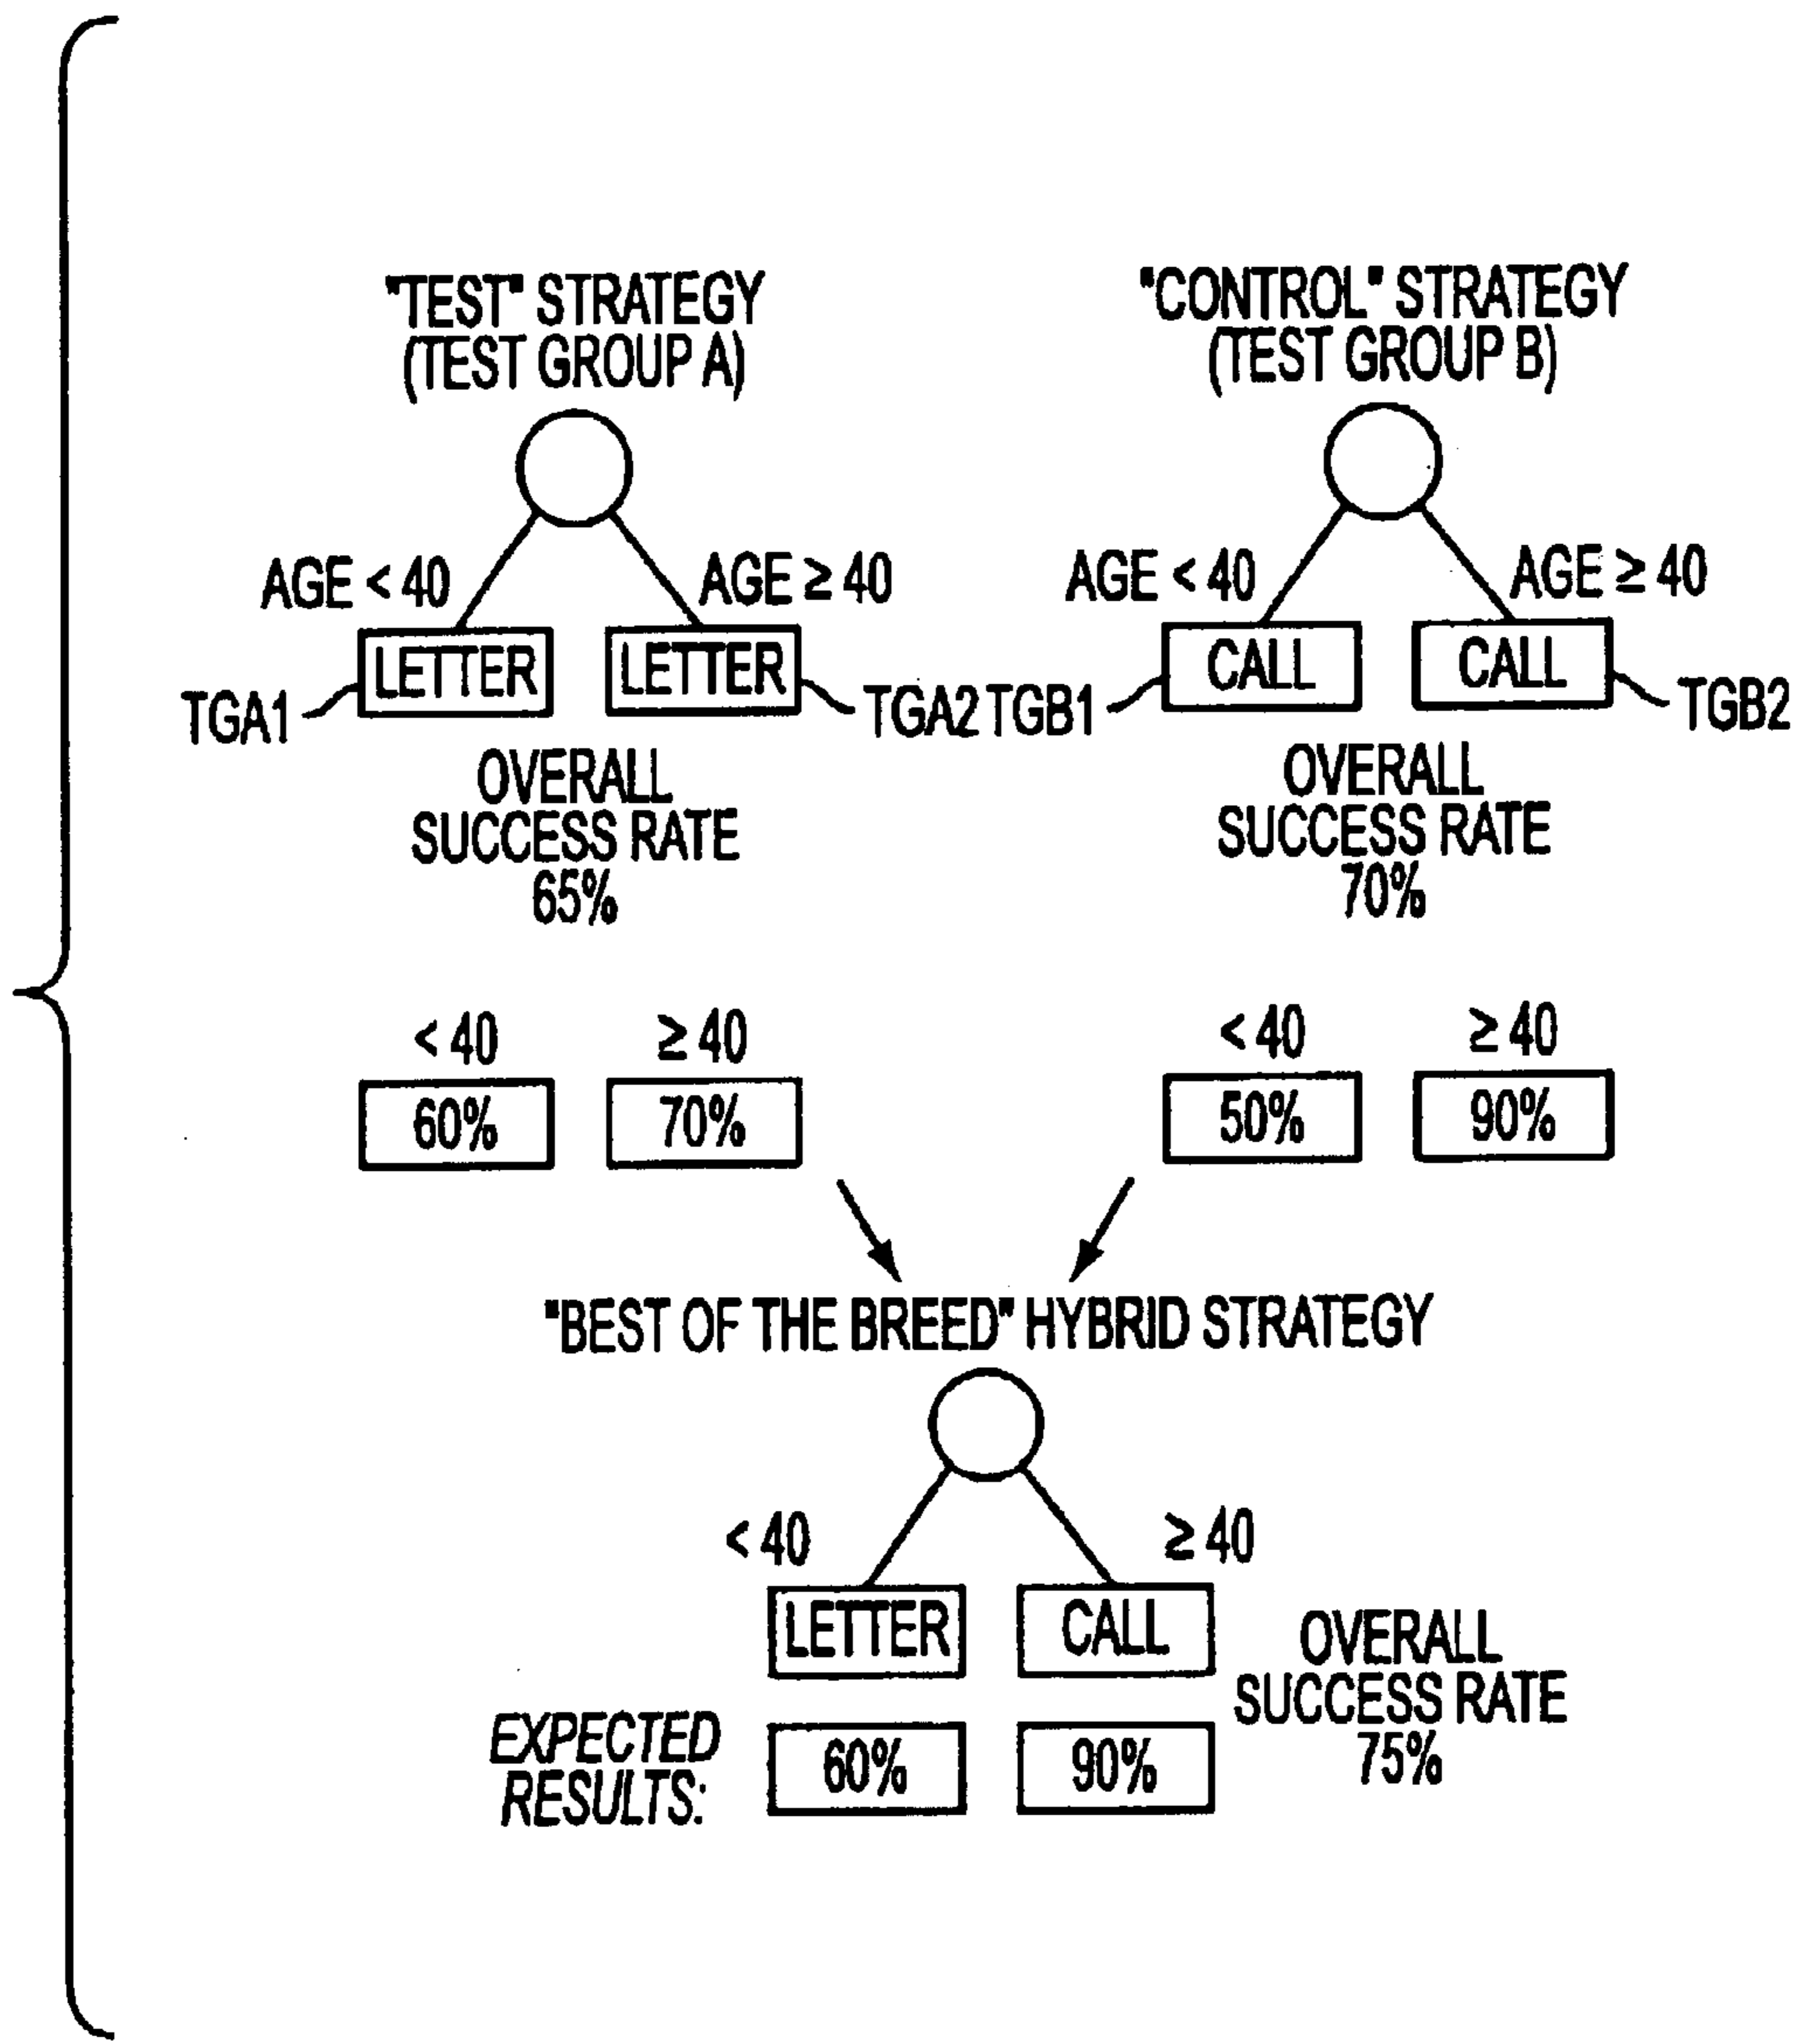 "TEST" STRATEGY
(TEST GROUP A)
AGE < 40
AGE ≥ 40
LETTER
LETTER
TGA1
TGA2
OVERALL
SUCCESS RATE
65%
"CONTROL" STRATEGY
(TEST GROUP B)
AGE < 40
AGE ≥ 40
CALL
CALL
TGB1
TGB2
OVERALL
SUCCESS RATE
70%
< 40
≥ 40
60%
70%
< 40
≥ 40
50%
90%
"BEST OF THE BREED" HYBRID STRATEGY
< 40
≥ 40
LETTER
CALL
OVERALL
SUCCESS RATE
75%
EXPECTED
RESULTS:
60%
90%